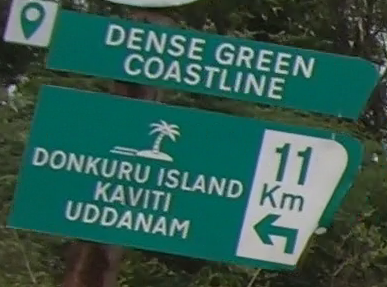 DENSE GREEN
COASTLINE
DONKURU ISLAND
KAVITI
UDDANAM
11
Km